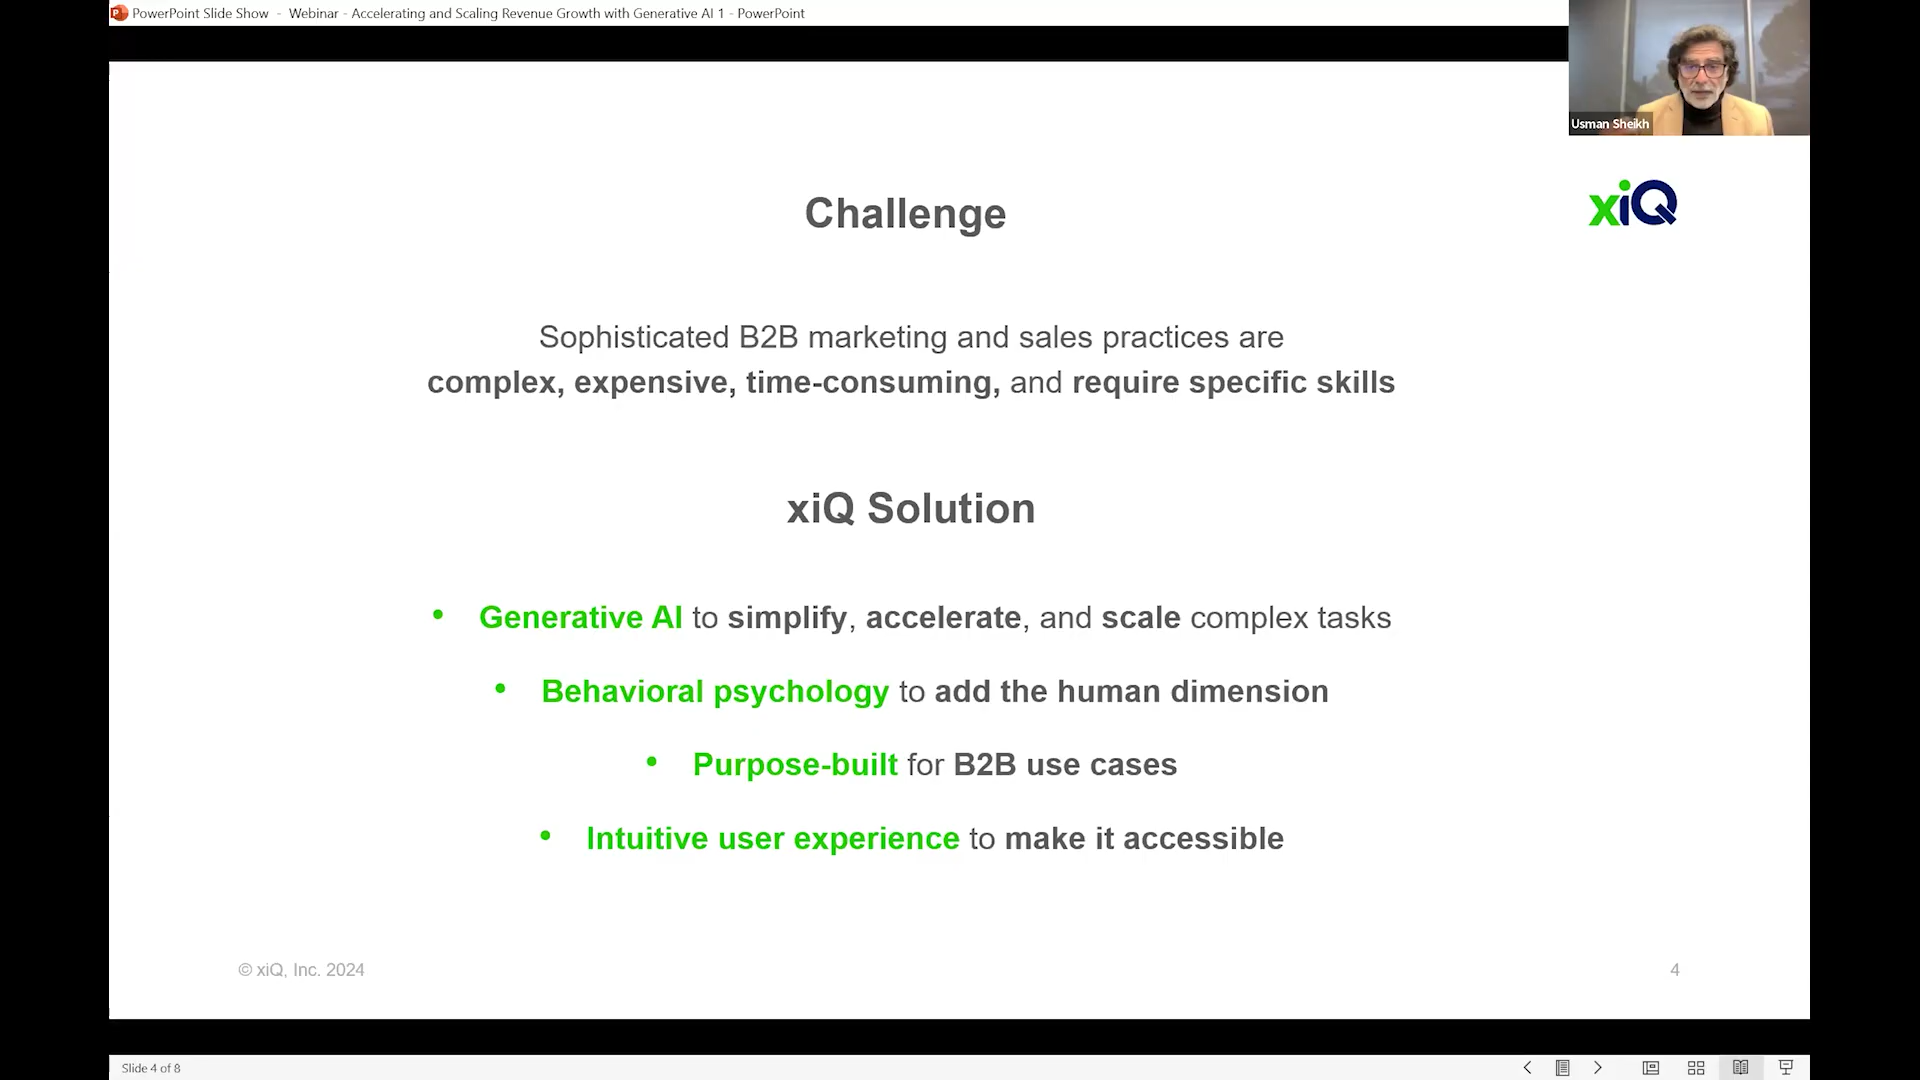 PowerPoint Slide Show - Webinar - Accelerating and Scaling Revenue Growth with Generative AI 1 - PowerPoint
Usman Sheikh
xiQ
Challenge
Sophisticated B2B marketing and sales practices are
complex, expensive, time-consuming, and require specific skills
xiQ Solution
• Generative AI to simplify, accelerate, and scale complex tasks
• Behavioral psychology to add the human dimension
• Purpose-built for B2B use cases
• Intuitive user experience to make it accessible
© xiQ, Inc. 2024
4
Slide 4 of 8